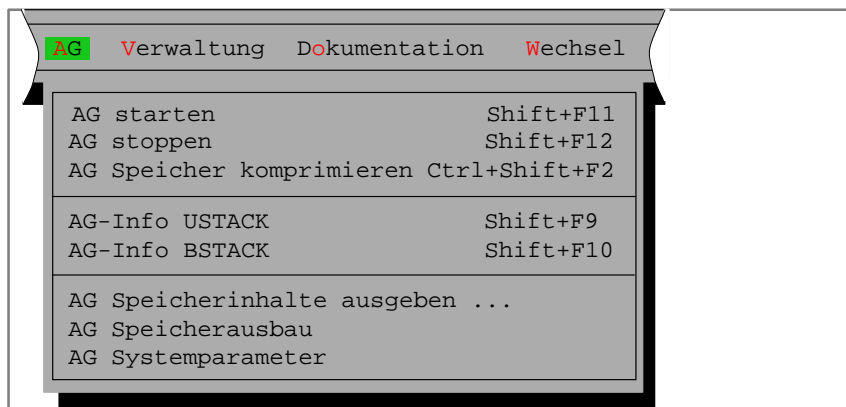 AG Verwaltung Dokumentation Wechsel
AG starten Shift+F11
AG stoppen Shift+F12
AG Speicher komprimieren Ctrl+Shift+F2
AG-Info USTACK Shift+F9
AG-Info BSTACK Shift+F10
AG Speicherinhalte ausgeben ...
AG Speicherausbau
AG Systemparameter